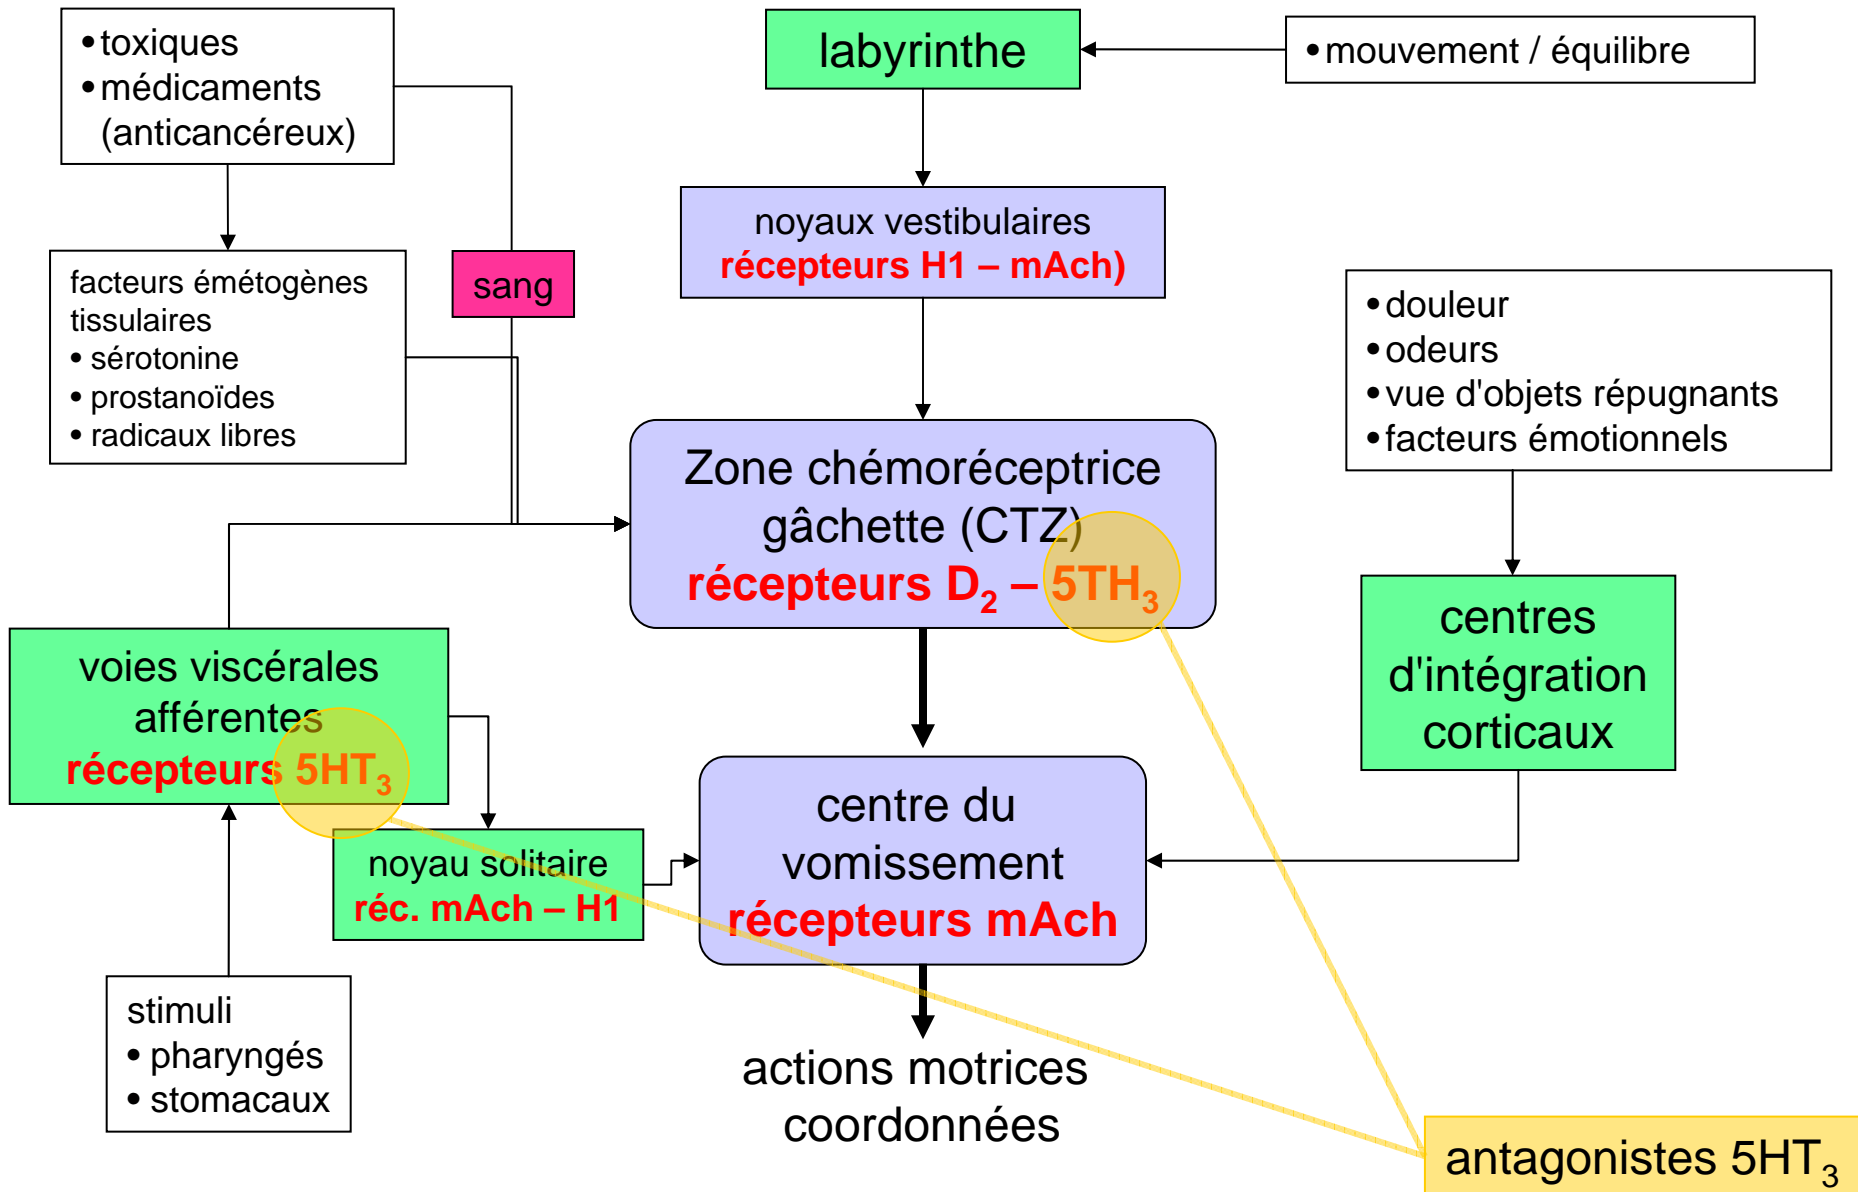 • toxiques
• médicaments
(anticancéreux)
labyrinthe
• mouvement / équilibre
noyaux vestibulaires
récepteurs H1 – mAch)
facteurs émétogènes
tissulaires
• sérotonine
• prostanoïdes
• radicaux libres
sang
• douleur
• odeurs
• vue d'objets répugnants
• facteurs émotionnels
Zone chémoréceptrice
gâchette (CTZ)
récepteurs D₂ – 5TH₃
voies viscérales
afférentes
récepteurs 5HT₃
centres
d'intégration
corticaux
noyau solitaire
réc. mAch – H1
centre du
vomissement
récepteurs mAch
stimuli
• pharyngés
• stomacaux
actions motrices
coordonnées
antagonistes 5HT₃